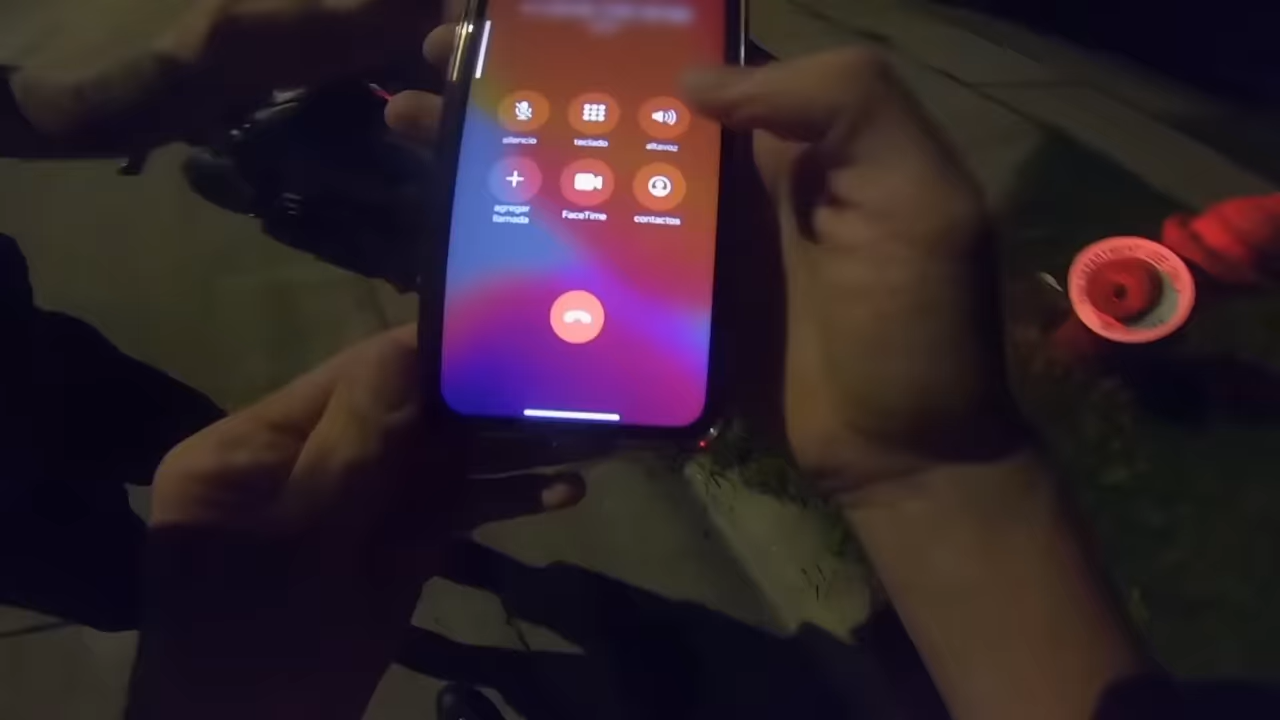 silencio
teclado
altavoz
agregar
llamada
FaceTime
contactos